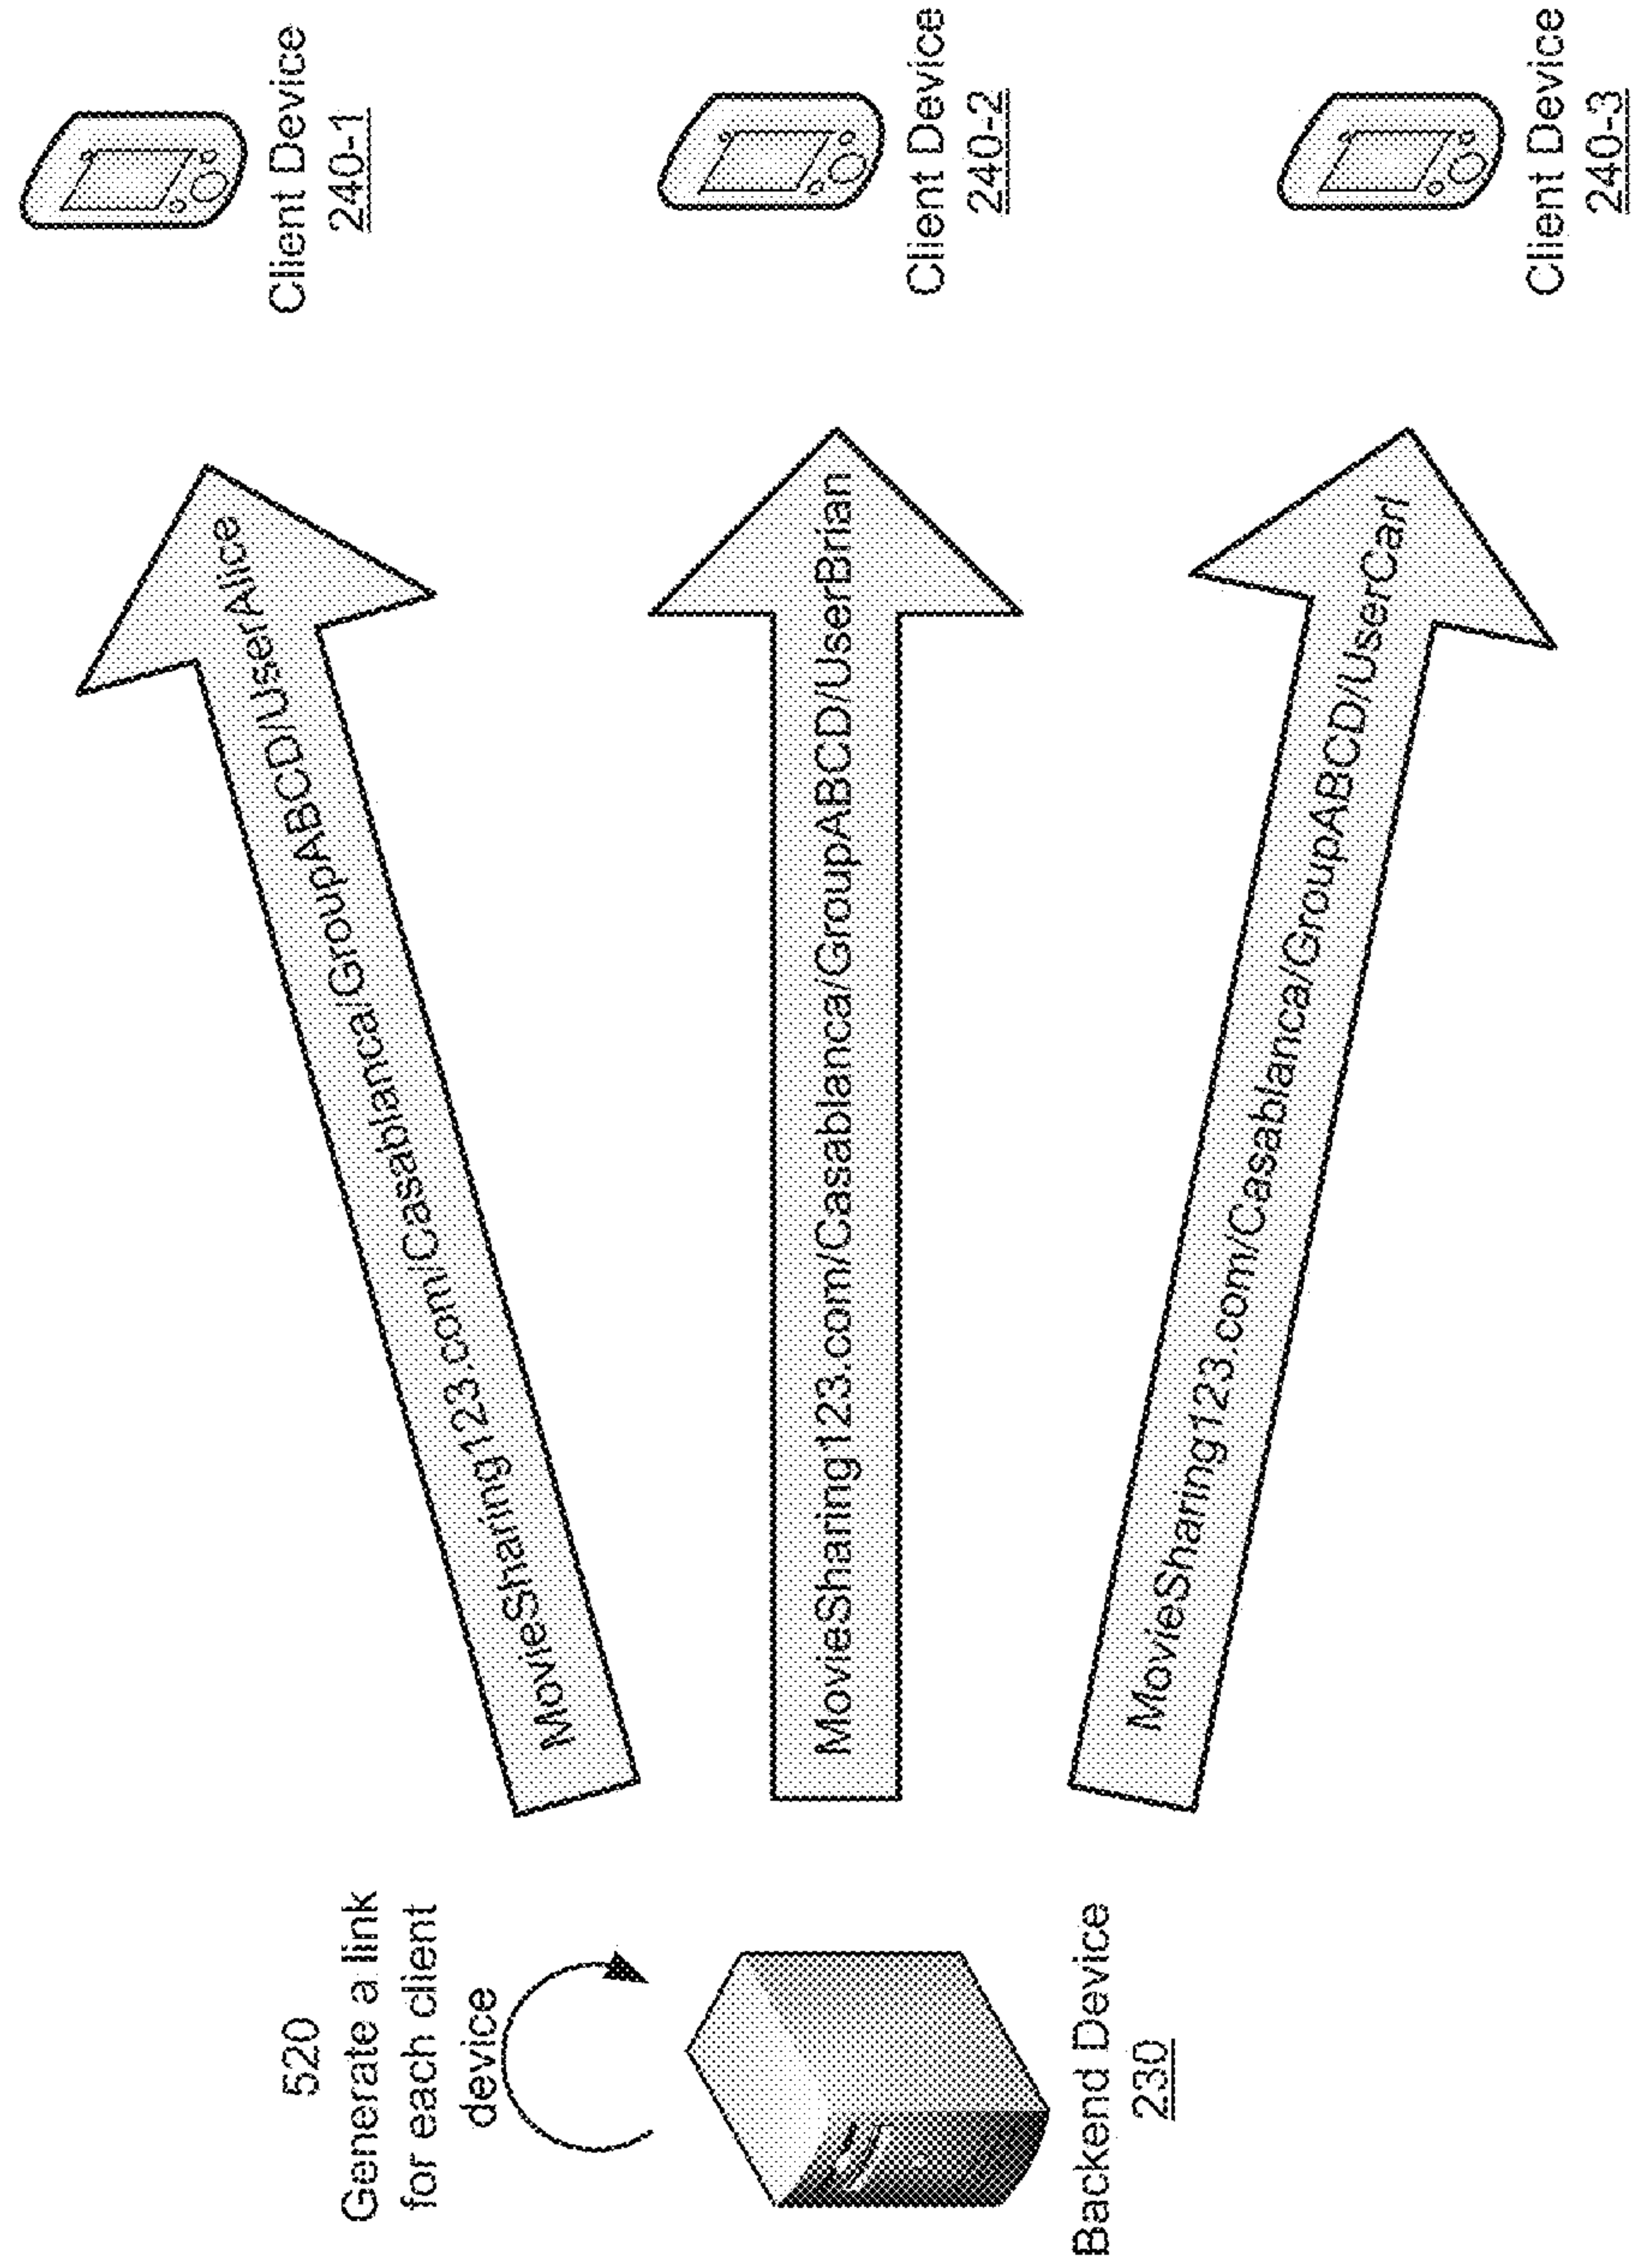 520
Generate a link
for each client
device
Backend Device
230
MovieSharing123.com/Casablanca/GroupABCD/UserAlice
MovieSharing123.com/Casablanca/GroupABCD/UserBrian
MovieSharing123.com/Casablanca/GroupABCD/UserCarl
Client Device
240-1
Client Device
240-2
Client Device
240-3